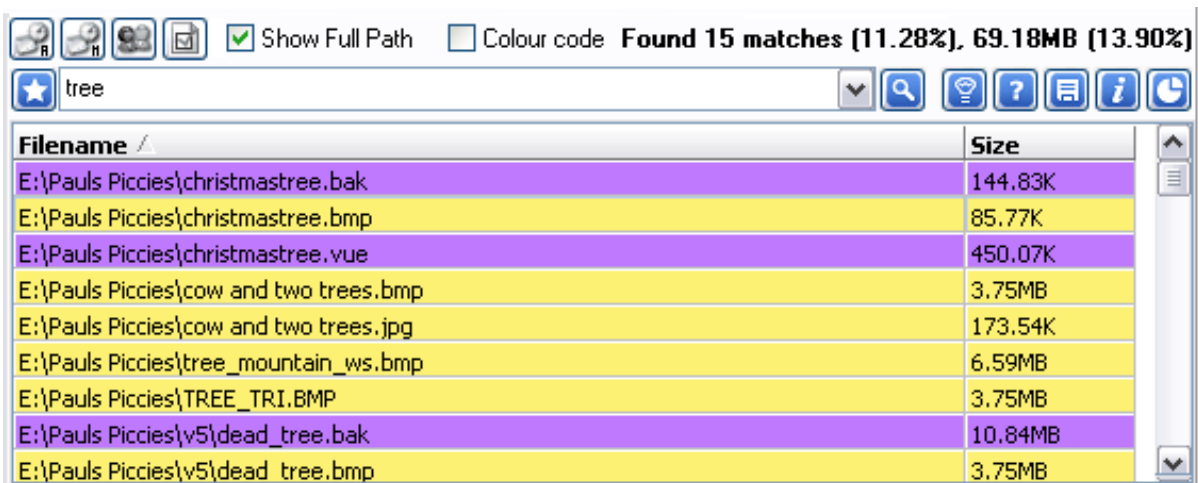 Show Full Path Colour code Found 15 matches (11.28%), 69.18MB (13.90%)
tree
Filename Size
E:\Pauls Piccies\christmastree.bak 144.83K
E:\Pauls Piccies\christmastree.bmp 85.77K
E:\Pauls Piccies\christmastree.vue 450.07K
E:\Pauls Piccies\cow and two trees.bmp 3.75MB
E:\Pauls Piccies\cow and two trees.jpg 173.54K
E:\Pauls Piccies\tree_mountain_ws.bmp 6.59MB
E:\Pauls Piccies\TREE_TRI.BMP 3.75MB
E:\Pauls Piccies\v5\dead_tree.bak 10.84MB
E:\Pauls Piccies\v5\dead_tree.bmp 3.75MB